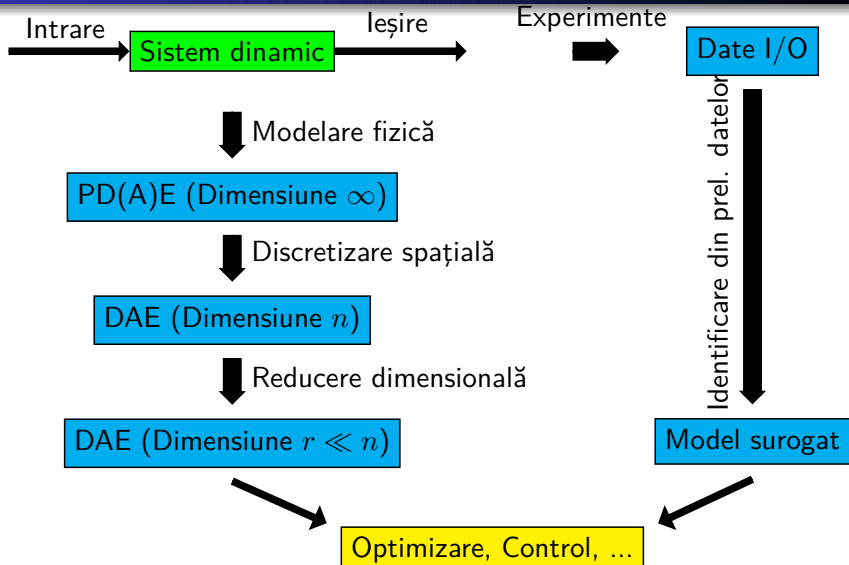 Intrare
Sistem dinamic
Ieșire
Experimente
Date I/O
Modelare fizică
PD(A)E (Dimensiune ∞)
Discretizare spațială
DAE (Dimensiune n)
Reducere dimensională
DAE (Dimensiune r ≪ n)
Identificare din prel. datelor
Model surogat
Optimizare, Control, ...